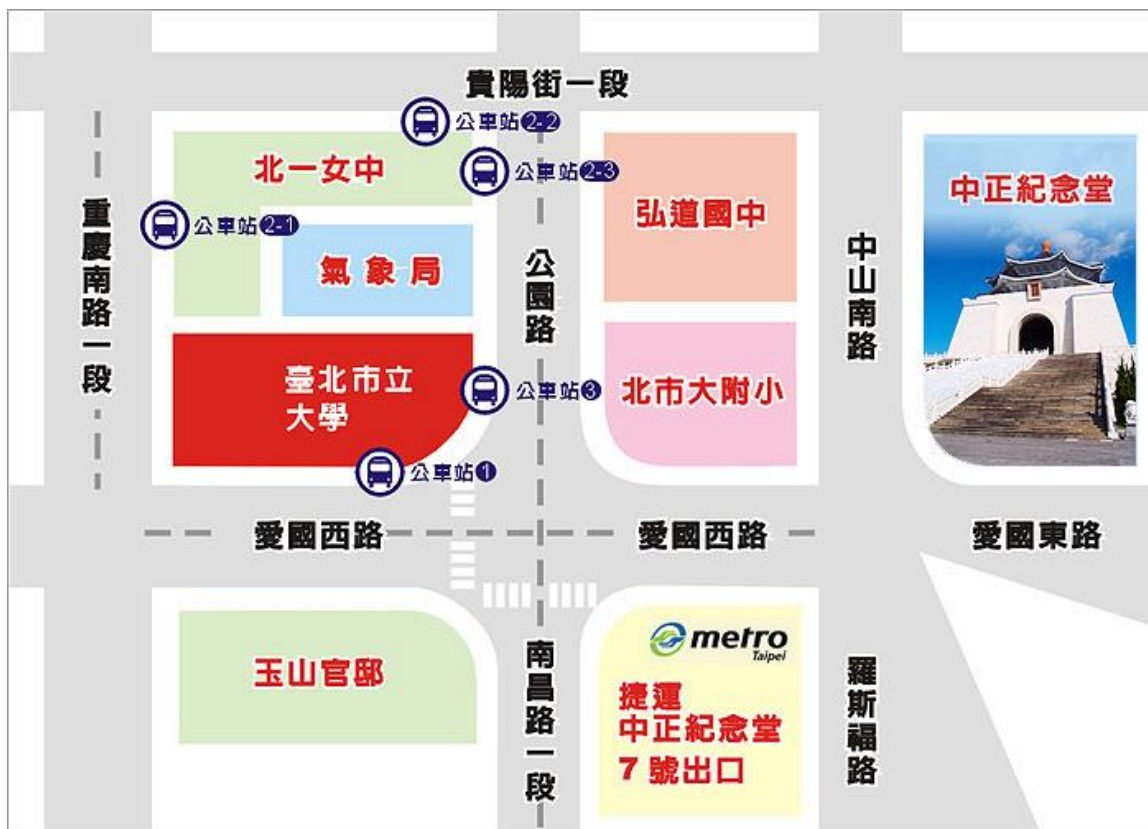 貴陽街一段
公車站2-2
北一女中
公車站2-3
弘道國中
中正紀念堂
重慶南路一段
公車站2-1
氣象局
公園路
中山南路
臺北市立
大學
公車站3
北市大附小
公車站1
愛國西路
愛國西路
愛國東路
玉山官邸
南昌路一段
metro
Taipei
捷運
中正紀念堂
7號出口
羅斯福路